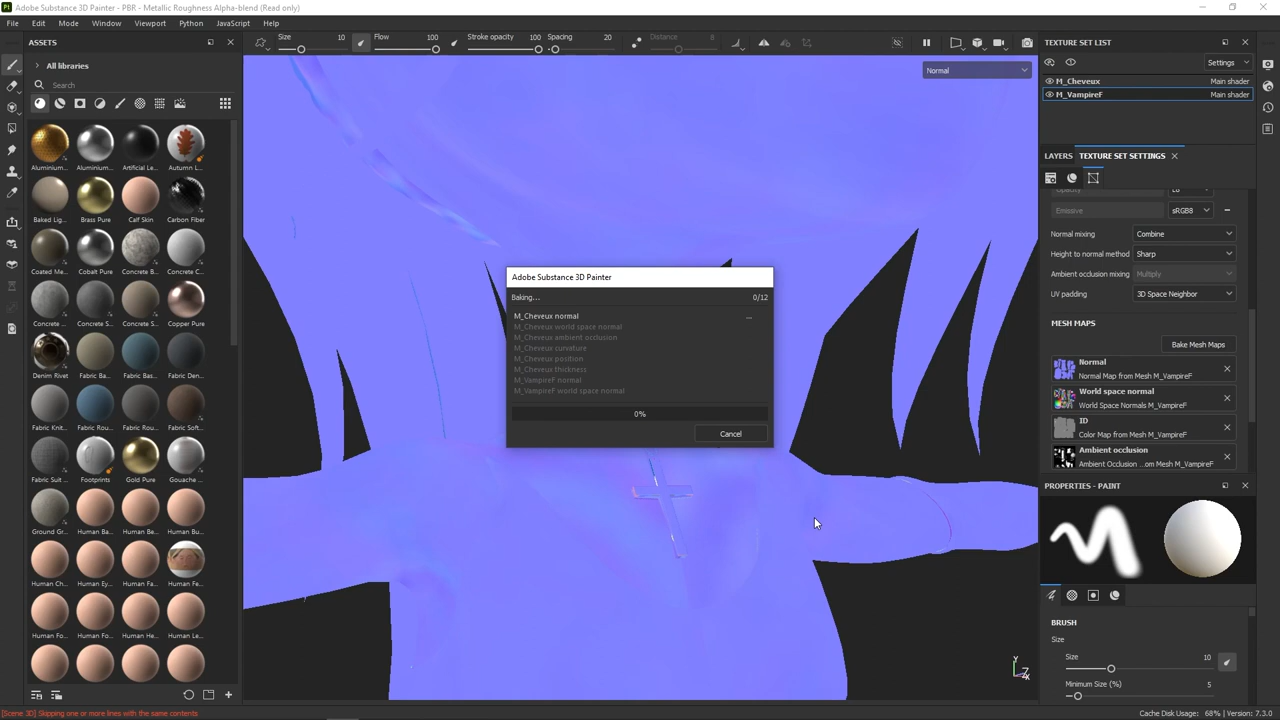 Adobe Substance 3D Painter - PBR - Metallic Roughness Alpha-blend (Read only)
File Edit Mode Window Viewport Python JavaScript Help
ASSETS
Size 10 Flow 100 Stroke opacity 100 Spacing 20 Distance 8
All libraries
Search
Normal
Aluminium... Aluminium... Artificial Le... Autumn L...
Baked Lig... Brass Pure Calf Skin Carbon Fiber
Coated Me... Cobalt Pure Concrete B... Concrete C...
Concrete ... Concrete S... Concrete S... Copper Pure
Denim Rivet Fabric Ba... Fabric Bas... Fabric Den...
Fabric Knit... Fabric Rou... Fabric Rou... Fabric Soft...
Fabric Suit ... Footprints Gold Pure Gouache ...
Ground Gr... Human Ba... Human Be... Human Bu...
Human Ch... Human Ey... Human Fa... Human Fe...
Human Fo... Human Fo... Human He... Human Le...
Adobe Substance 3D Painter
Baking... 0/12
M_Cheveux normal ...
M_Cheveux world space normal
M_Cheveux ambient occlusion
M_Cheveux curvature
M_Cheveux position
M_Cheveux thickness
M_VampireF normal
M_VampireF world space normal
0%
Cancel
Y
Z
TEXTURE SET LIST
Settings
M_Cheveux Main shader
M_VampireF Main shader
LAYERS TEXTURE SET SETTINGS
Opacity L8
Emissive sRGB8
Normal mixing Combine
Height to normal method Sharp
Ambient occlusion mixing Multiply
UV padding 3D Space Neighbor
MESH MAPS
Bake Mesh Maps
Normal
Normal Map from Mesh M_VampireF
World space normal
World Space Normals M_VampireF
ID
Color Map from Mesh M_VampireF
Ambient occlusion
Ambient Occlusion ...om Mesh M_VampireF
PROPERTIES - PAINT
BRUSH
Size
Size 10
Minimum Size (%) 5
[Scene 3D] Skipping one or more lines with the same contents
Cache Disk Usage: 68% | Version: 7.3.0